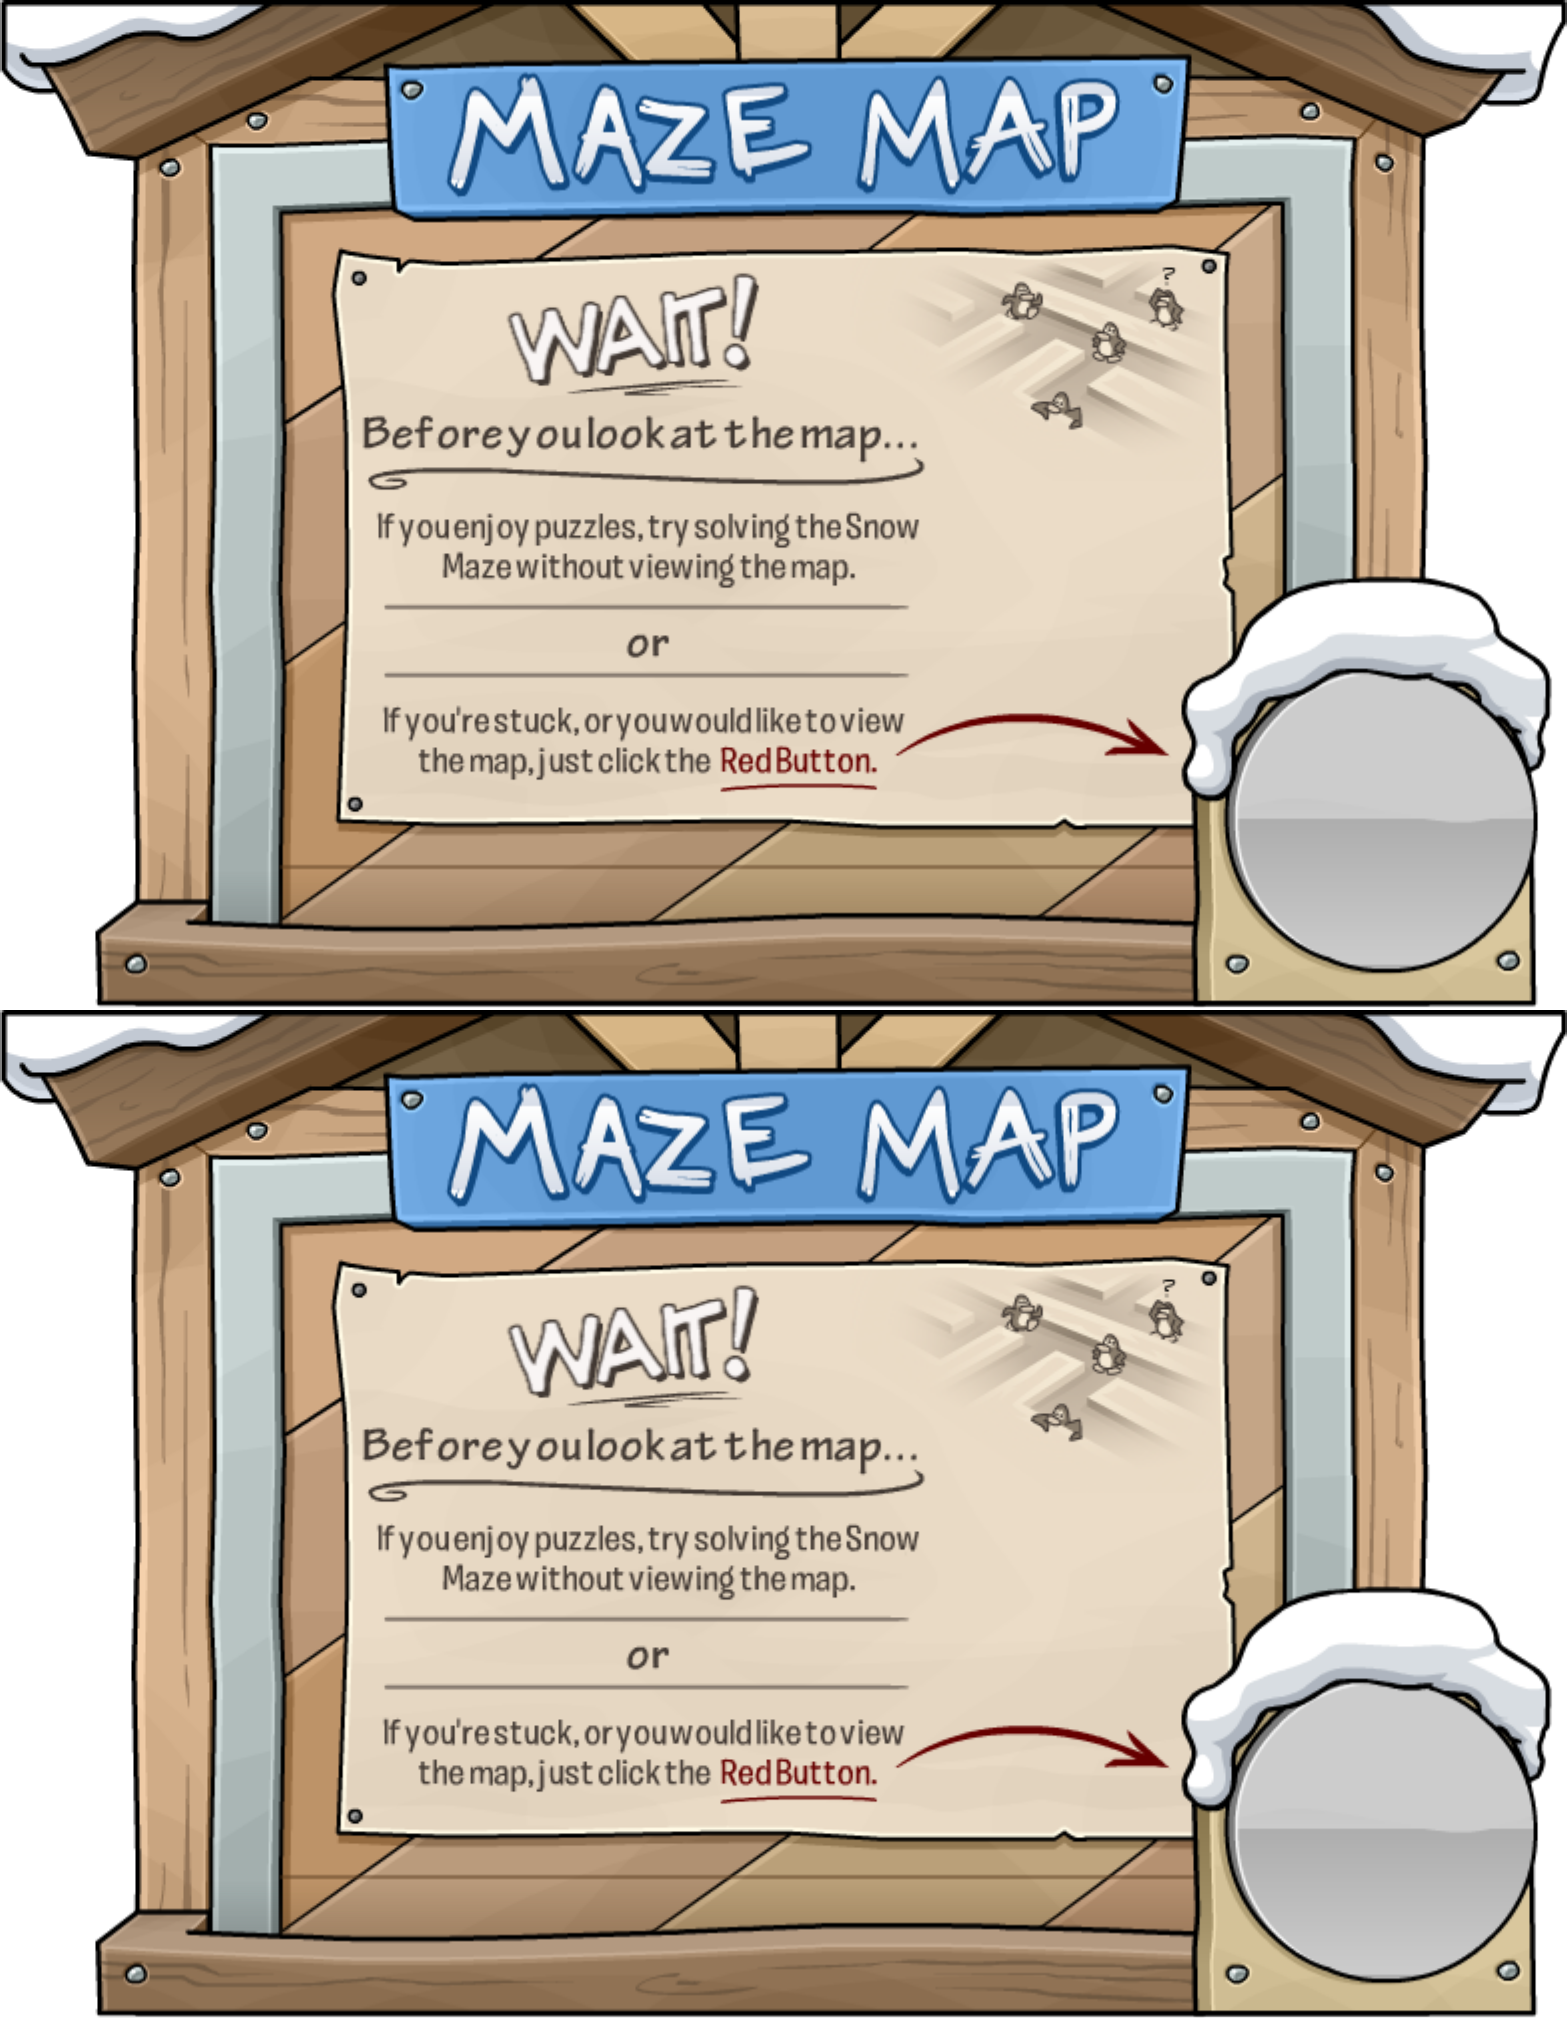 MAZE MAP
WAIT!
?
Before you look at the map...
If you enjoy puzzles, try solving the Snow
Maze without viewing the map.
or
If you're stuck, or you would like to view
the map, just click the Red Button.
MAZE MAP
WAIT!
?
Before you look at the map...
If you enjoy puzzles, try solving the Snow
Maze without viewing the map.
or
If you're stuck, or you would like to view
the map, just click the Red Button.